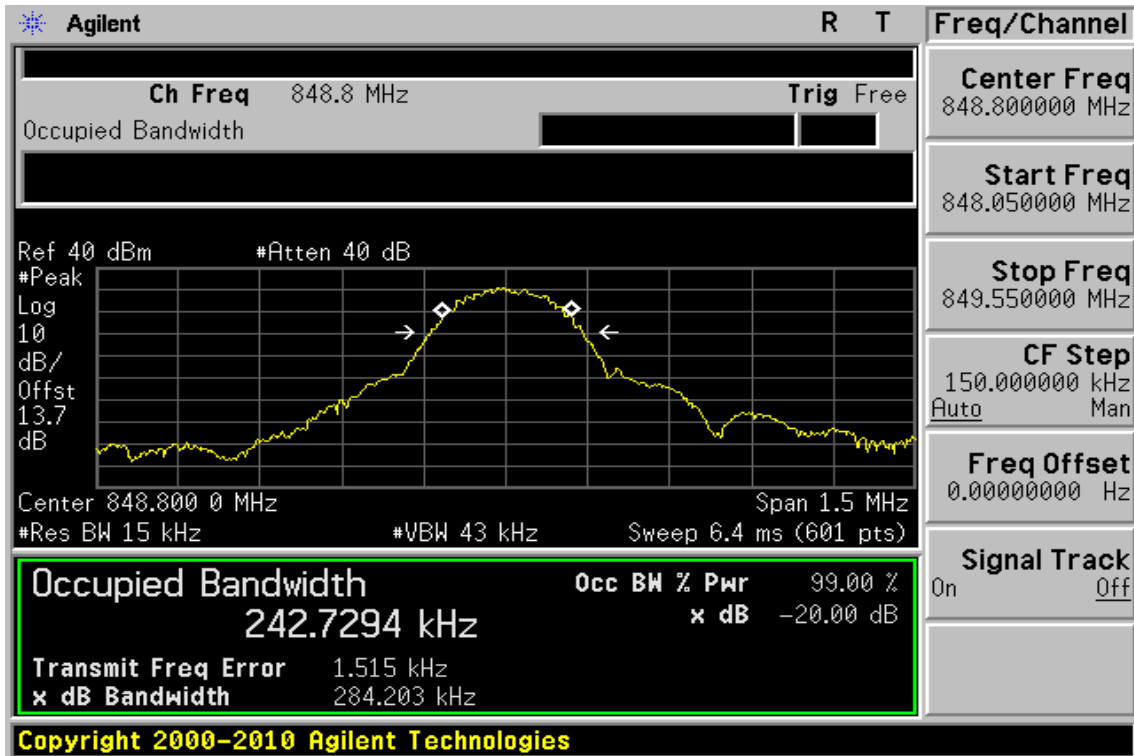 Agilent R T
Ch Freq 848.8 MHz Trig Free
Occupied Bandwidth
Ref 40 dBm #Atten 40 dB
#Peak
Log
10
dB/
Offst
13.7
dB
Center 848.800 0 MHz Span 1.5 MHz
#Res BW 15 kHz #VBW 43 kHz Sweep 6.4 ms (601 pts)
Occupied Bandwidth
242.7294 kHz
Occ BW % Pwr 99.00 %
x dB -20.00 dB
Transmit Freq Error 1.515 kHz
x dB Bandwidth 284.203 kHz
Copyright 2000-2010 Agilent Technologies
Freq/Channel
Center Freq
848.800000 MHz
Start Freq
848.050000 MHz
Stop Freq
849.550000 MHz
CF Step
150.000000 kHz
Auto Man
Freq Offset
0.00000000 Hz
Signal Track
On Off